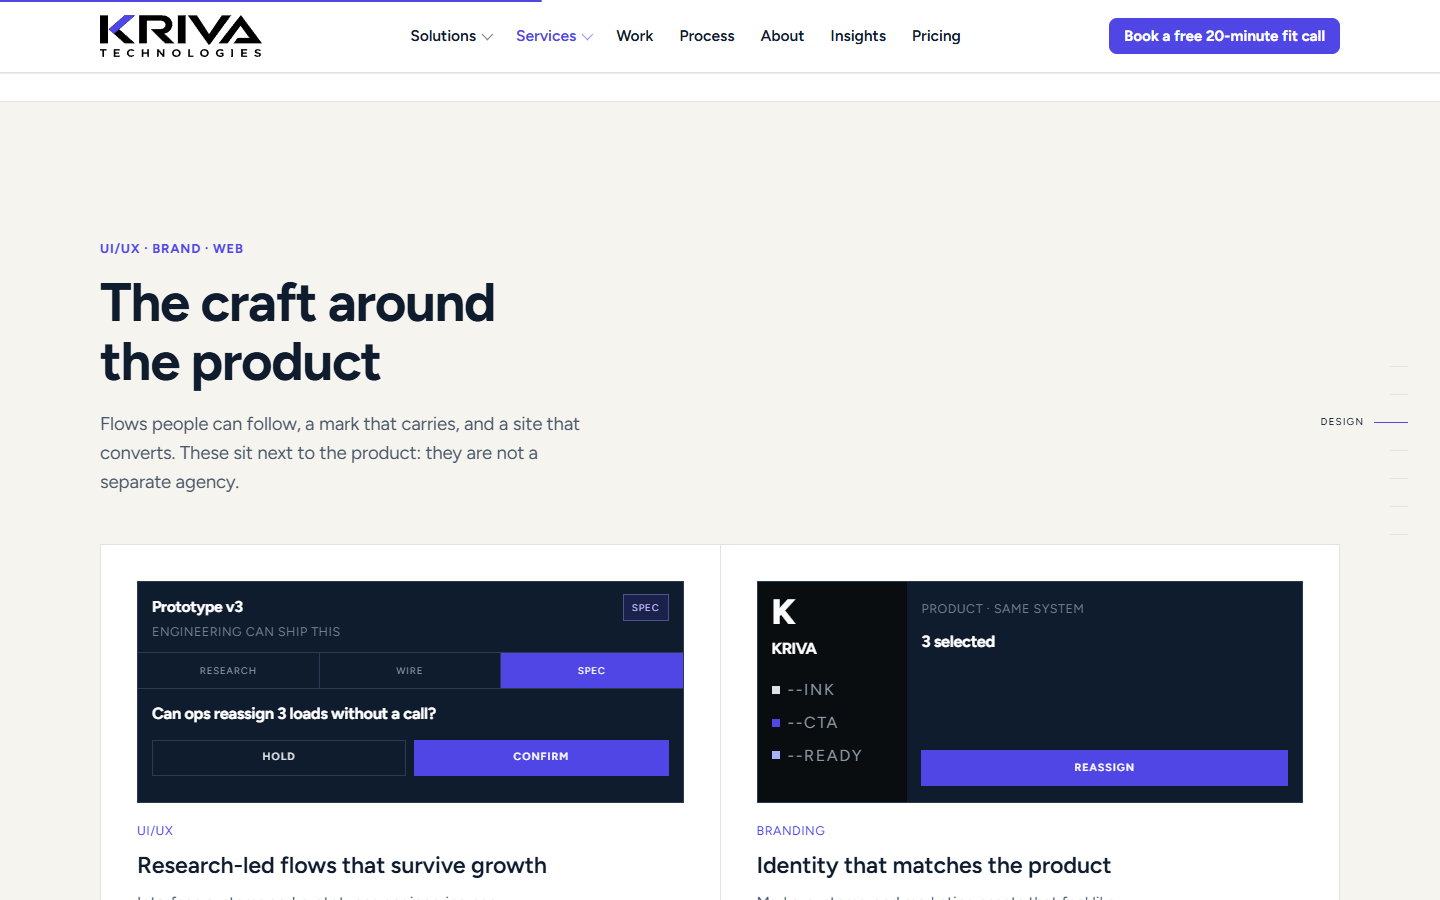 KRIVA
TECHNOLOGIES
Solutions
Services
Work
Process
About
Insights
Pricing
Book a free 20-minute fit call
UI/UX · BRAND · WEB
The craft around
the product
Flows people can follow, a mark that carries, and a site that
converts. These sit next to the product: they are not a
separate agency.
DESIGN
Prototype v3
SPEC
ENGINEERING CAN SHIP THIS
RESEARCH
WIRE
SPEC
Can ops reassign 3 loads without a call?
HOLD
CONFIRM
UI/UX
Research-led flows that survive growth
K
KRIVA
--INK
--CTA
--READY
PRODUCT · SAME SYSTEM
3 selected
REASSIGN
BRANDING
Identity that matches the product